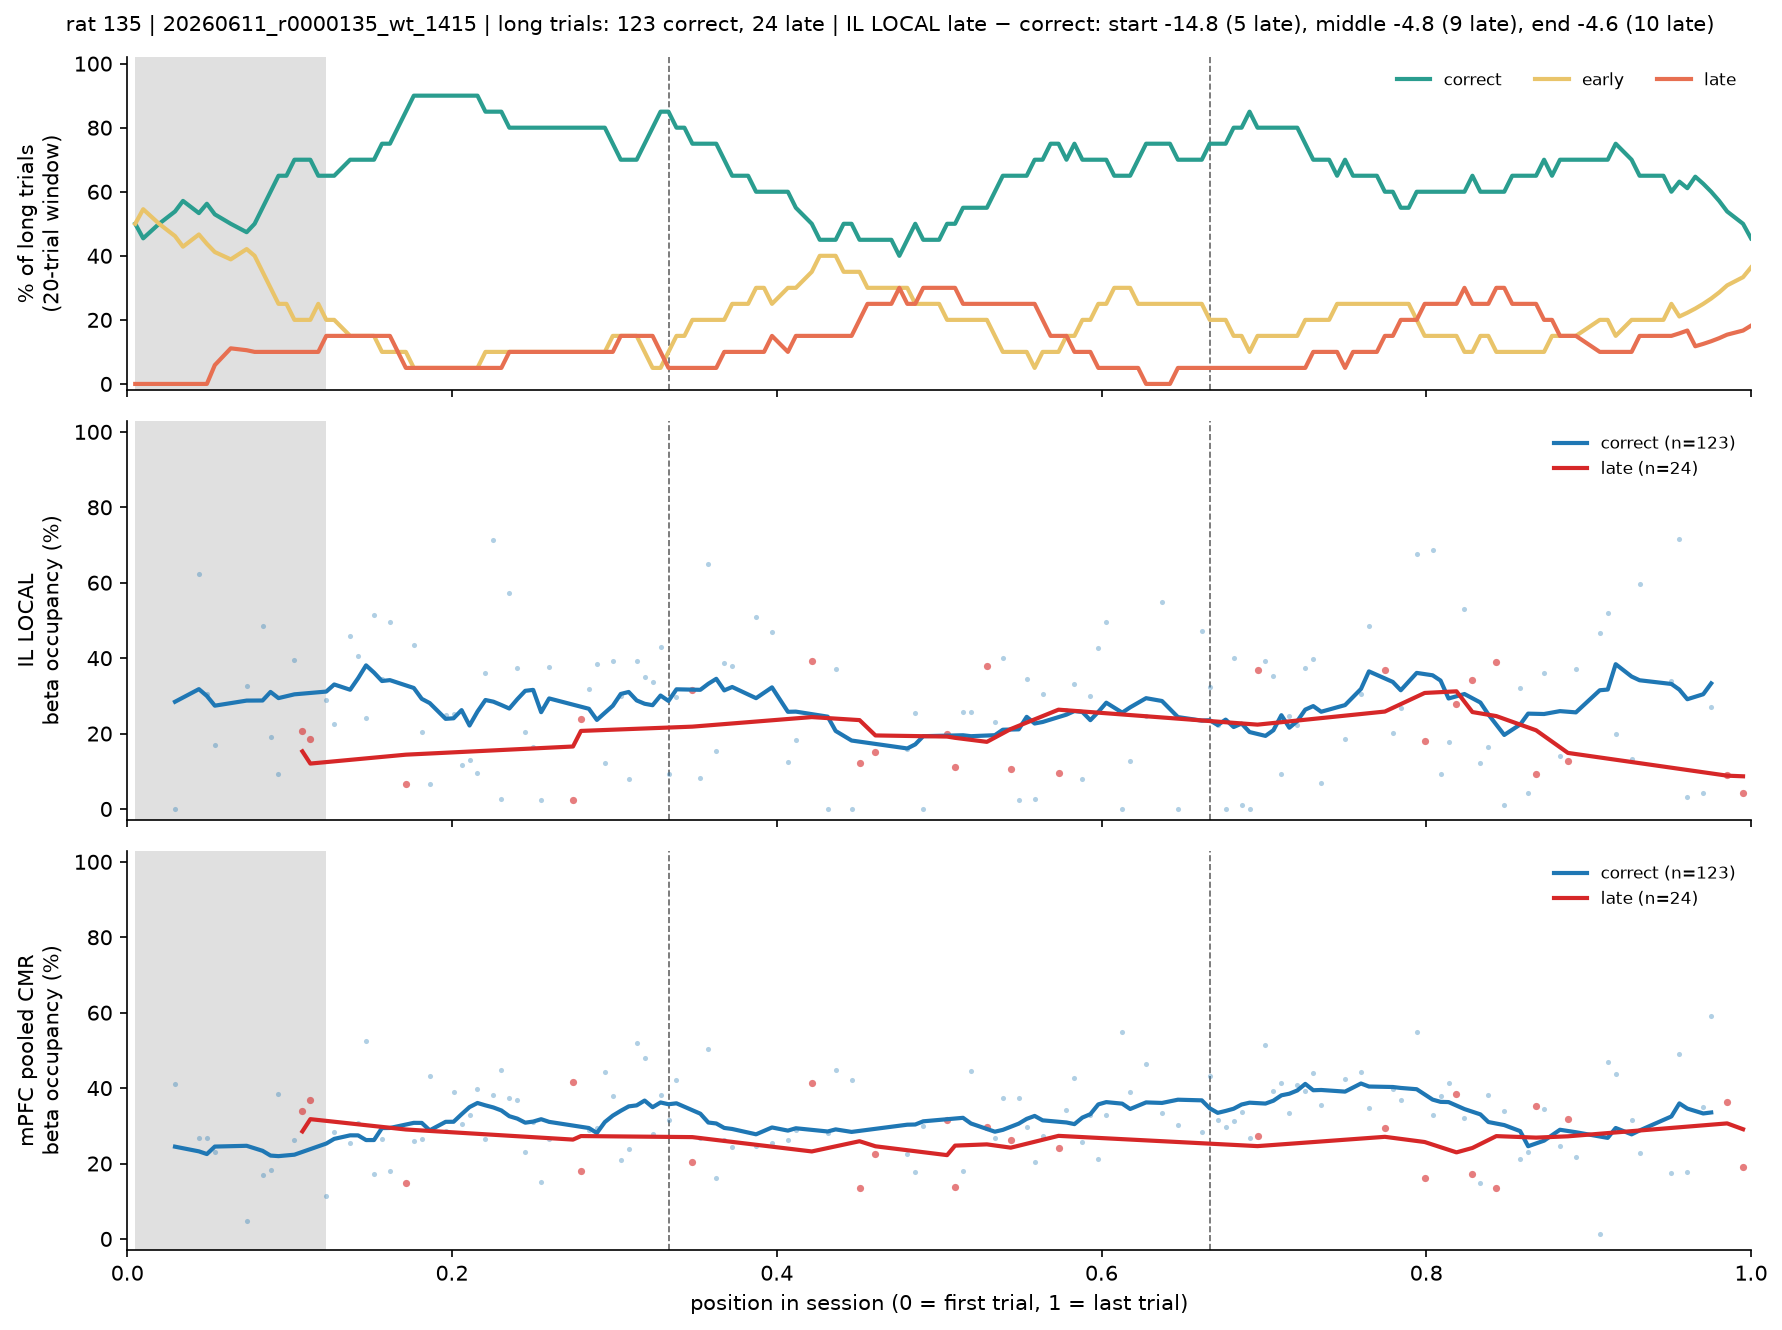 rat 135 | 20260611_r0000135_wt_1415 | long trials: 123 correct, 24 late | IL LOCAL late − correct: start -14.8 (5 late), middle -4.8 (9 late), end -4.6 (10 late)
% of long trials
(20-trial window)
100
80
60
40
20
0
correct
early
late
IL LOCAL
beta occupancy (%)
100
80
60
40
20
0
correct (n=123)
late (n=24)
mPFC pooled CMR
beta occupancy (%)
100
80
60
40
20
0
correct (n=123)
late (n=24)
0.0
0.2
0.4
0.6
0.8
1.0
position in session (0 = first trial, 1 = last trial)